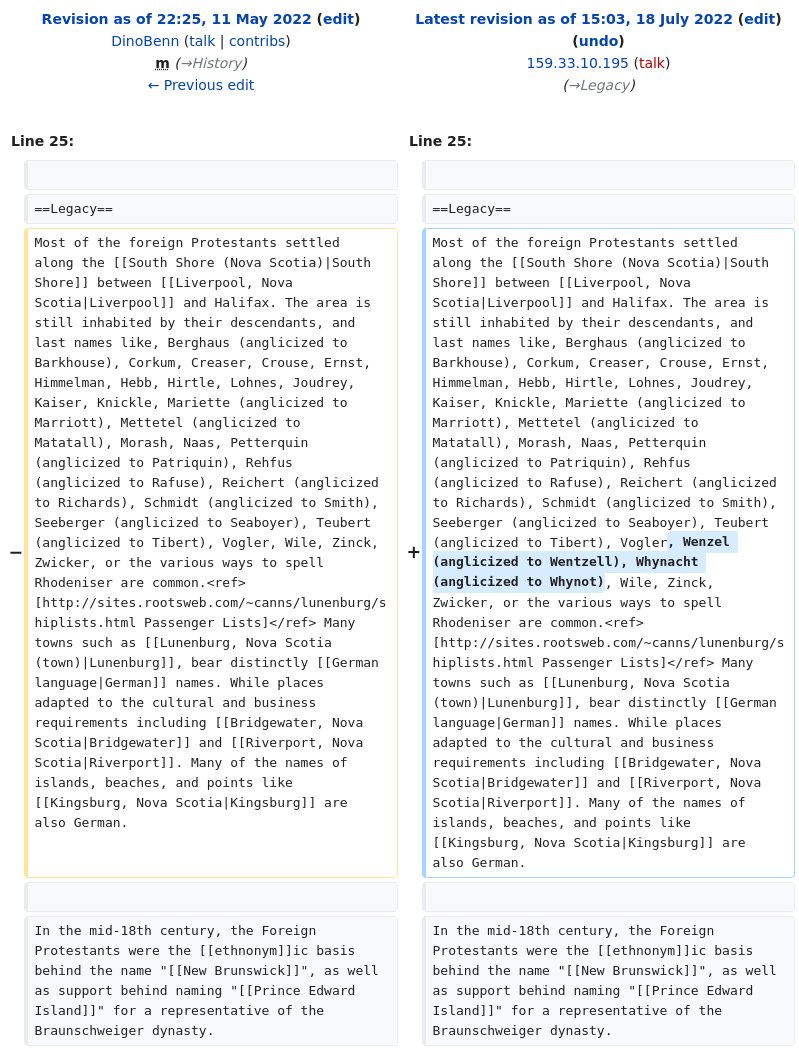 Revision as of 22:25, 11 May 2022 (edit)
DinoBenn (talk | contribs)
m (→History)
← Previous edit
Latest revision as of 15:03, 18 July 2022 (edit)
(undo)
159.33.10.195 (talk)
(→Legacy)
Line 25:
Line 25:
==Legacy==
==Legacy==
−
Most of the foreign Protestants settled
along the [[South Shore (Nova Scotia)|South
Shore]] between [[Liverpool, Nova
Scotia|Liverpool]] and Halifax. The area is
still inhabited by their descendants, and
last names like, Berghaus (anglicized to
Barkhouse), Corkum, Creaser, Crouse, Ernst,
Himmelman, Hebb, Hirtle, Lohnes, Joudrey,
Kaiser, Knickle, Mariette (anglicized to
Marriott), Mettetel (anglicized to
Matatall), Morash, Naas, Petterquin
(anglicized to Patriquin), Rehfus
(anglicized to Rafuse), Reichert (anglicized
to Richards), Schmidt (anglicized to Smith),
Seeberger (anglicized to Seaboyer), Teubert
(anglicized to Tibert), Vogler, Wile, Zinck,
Zwicker, or the various ways to spell
Rhodeniser are common.<ref>
[http://sites.rootsweb.com/~canns/lunenburg/s
hiplists.html Passenger Lists]</ref> Many
towns such as [[Lunenburg, Nova Scotia
(town)|Lunenburg]], bear distinctly [[German
language|German]] names. While places
adapted to the cultural and business
requirements including [[Bridgewater, Nova
Scotia|Bridgewater]] and [[Riverport, Nova
Scotia|Riverport]]. Many of the names of
islands, beaches, and points like
[[Kingsburg, Nova Scotia|Kingsburg]] are
also German.
+
Most of the foreign Protestants settled
along the [[South Shore (Nova Scotia)|South
Shore]] between [[Liverpool, Nova
Scotia|Liverpool]] and Halifax. The area is
still inhabited by their descendants, and
last names like, Berghaus (anglicized to
Barkhouse), Corkum, Creaser, Crouse, Ernst,
Himmelman, Hebb, Hirtle, Lohnes, Joudrey,
Kaiser, Knickle, Mariette (anglicized to
Marriott), Mettetel (anglicized to
Matatall), Morash, Naas, Petterquin
(anglicized to Patriquin), Rehfus
(anglicized to Rafuse), Reichert (anglicized
to Richards), Schmidt (anglicized to Smith),
Seeberger (anglicized to Seaboyer), Teubert
(anglicized to Tibert), Vogler, Wenzel
(anglicized to Wentzell), Whynacht
(anglicized to Whynot), Wile, Zinck,
Zwicker, or the various ways to spell
Rhodeniser are common.<ref>
[http://sites.rootsweb.com/~canns/lunenburg/s
hiplists.html Passenger Lists]</ref> Many
towns such as [[Lunenburg, Nova Scotia
(town)|Lunenburg]], bear distinctly [[German
language|German]] names. While places
adapted to the cultural and business
requirements including [[Bridgewater, Nova
Scotia|Bridgewater]] and [[Riverport, Nova
Scotia|Riverport]]. Many of the names of
islands, beaches, and points like
[[Kingsburg, Nova Scotia|Kingsburg]] are
also German.
In the mid-18th century, the Foreign
Protestants were the [[ethnonym]]ic basis
behind the name "[[New Brunswick]]", as well
as support behind naming "[[Prince Edward
Island]]" for a representative of the
Braunschweiger dynasty.
In the mid-18th century, the Foreign
Protestants were the [[ethnonym]]ic basis
behind the name "[[New Brunswick]]", as well
as support behind naming "[[Prince Edward
Island]]" for a representative of the
Braunschweiger dynasty.